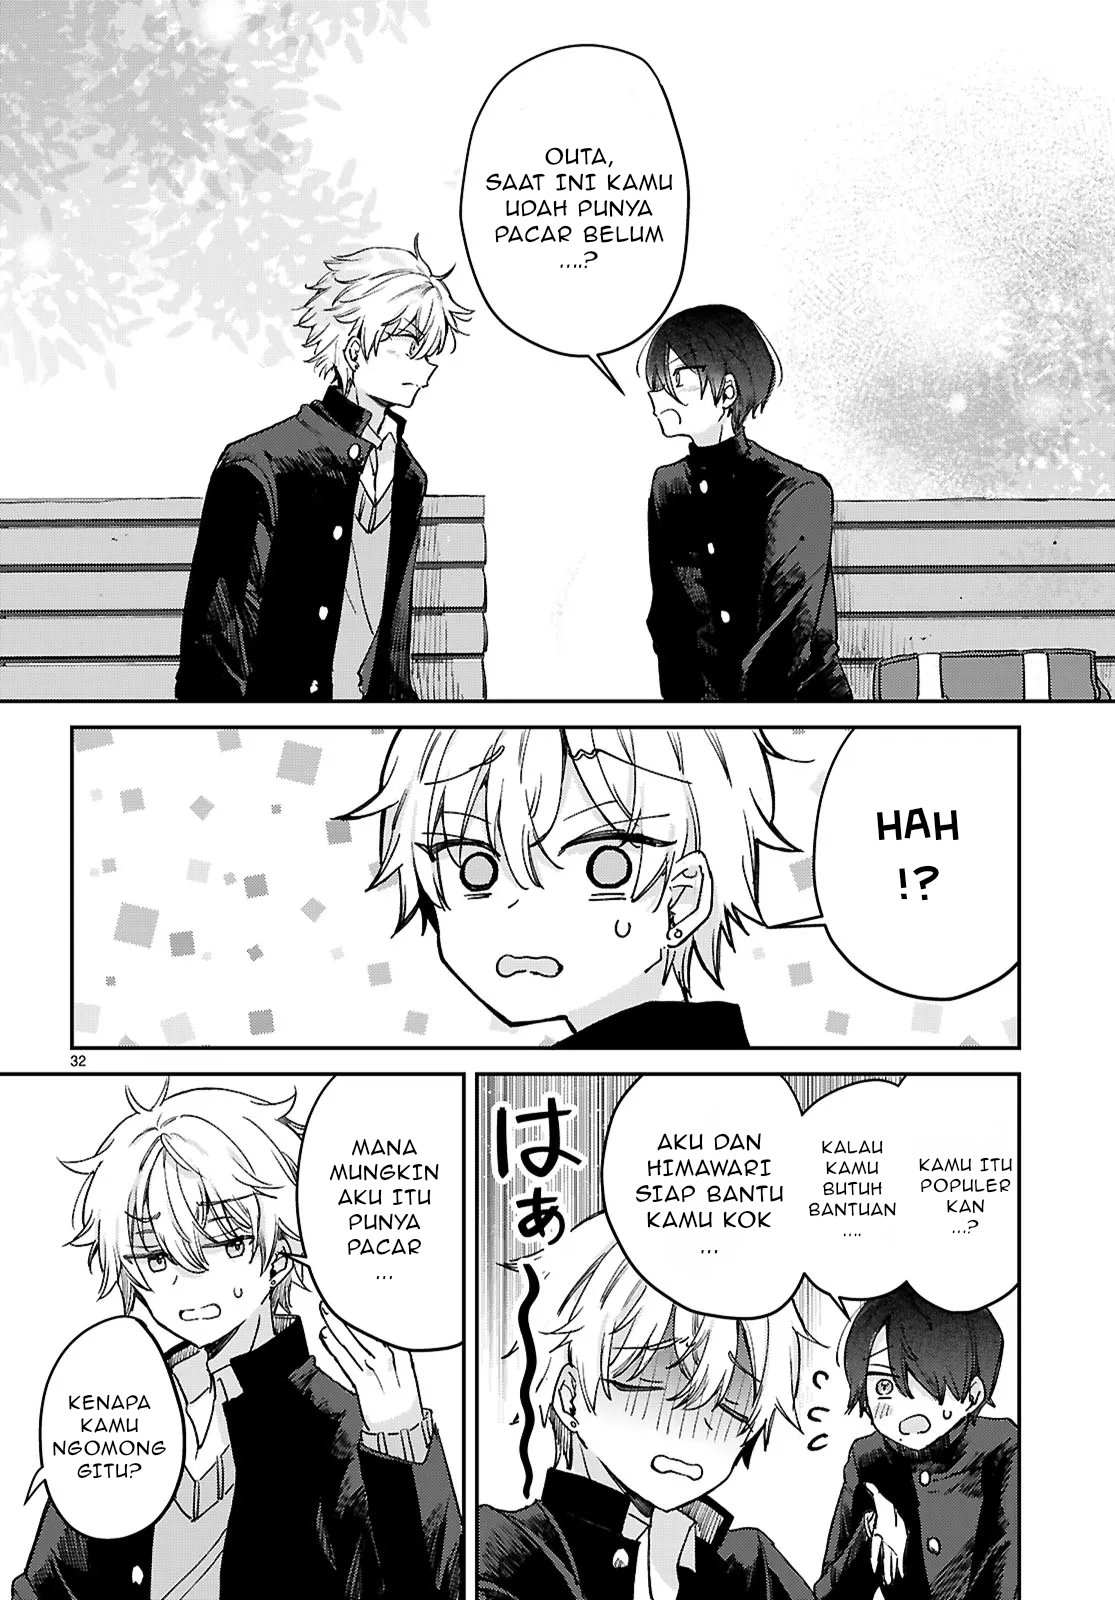 OUTA,
SAAT INI KAMU
UDAH PUNYA
PACAR BELUM
....?
HAH
!?
32
KAMU ITU
POPULER
KAN
...?
KALAU
KAMU
BUTUH
BANTUAN
....
AKU DAN
HIMAWARI
SIAP BANTU
KAMU KOK
...
はぁ〜
MANA
MUNGKIN
AKU ITU
PUNYA
PACAR
...
KENAPA
KAMU
NGOMONG
GITU?